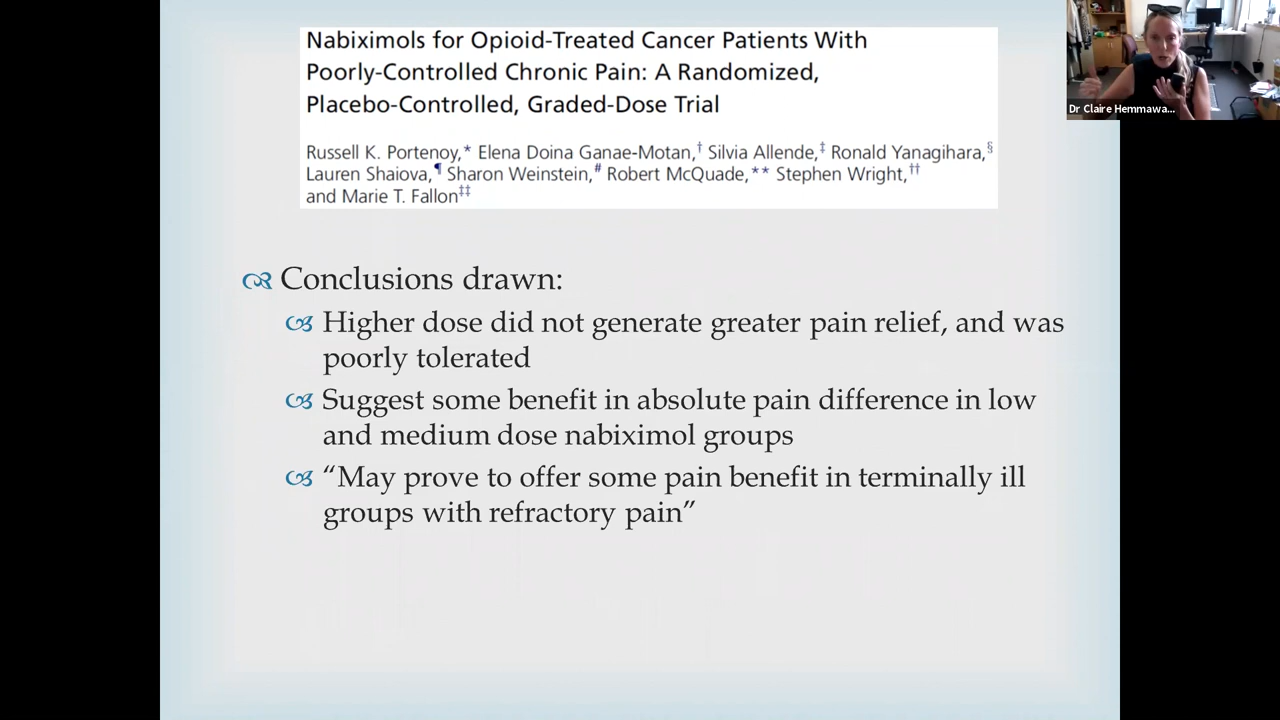 Nabiximols for Opioid-Treated Cancer Patients With
Poorly-Controlled Chronic Pain: A Randomized,
Placebo-Controlled, Graded-Dose Trial
Russell K. Portenoy,* Elena Doina Ganae-Motan,† Silvia Allende,‡ Ronald Yanagihara,§
Lauren Shaiova,¶ Sharon Weinstein,# Robert McQuade,** Stephen Wright,††
and Marie T. Fallon‡‡
Dr Claire Hemmawa...
Conclusions drawn:
Higher dose did not generate greater pain relief, and was
poorly tolerated
Suggest some benefit in absolute pain difference in low
and medium dose nabiximol groups
“May prove to offer some pain benefit in terminally ill
groups with refractory pain”